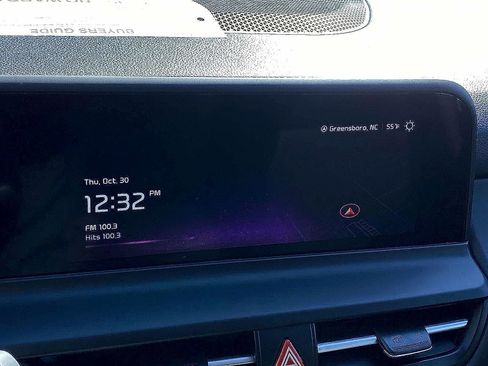 BUYERS GUIDE
Greensboro, NC | 55°F
Thu, Oct. 30
12:32 PM
FM 100.3
Hits 100.3